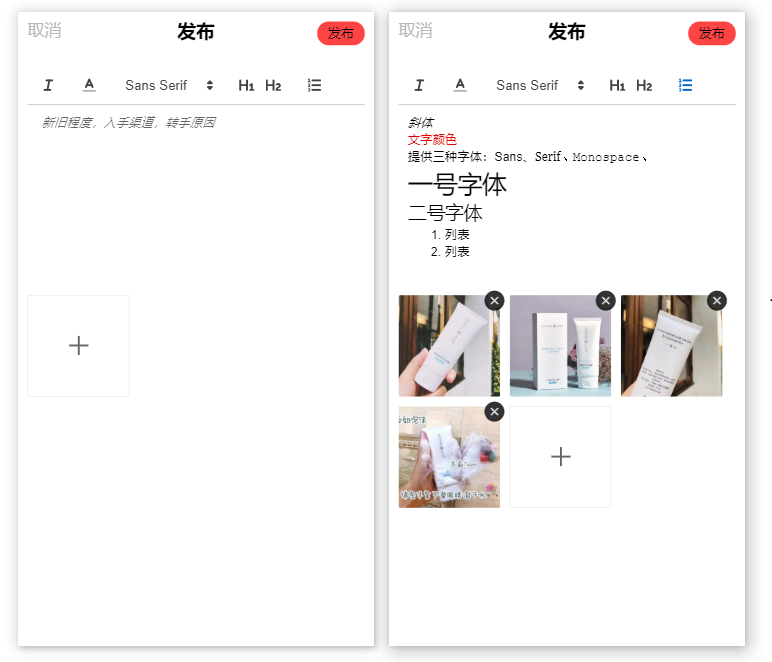 取消
发布
发布
I
A
Sans Serif
H1
H2
新旧程度，入手渠道，转手原因
取消
发布
发布
I
A
Sans Serif
H1
H2
斜体
文字颜色
提供三种字体：Sans、Serif、Monospace、
一号字体
二号字体
1. 列表
2. 列表